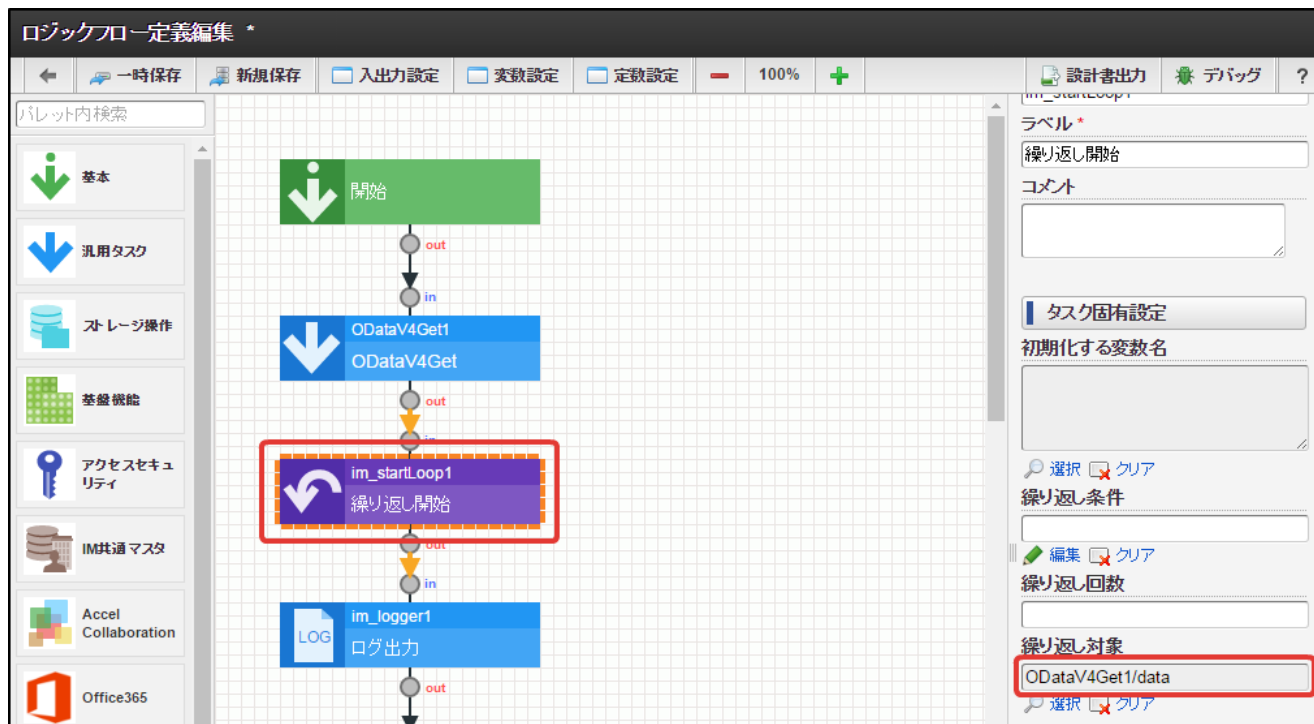 ロジックフロー定義編集 *
一時保存 新規保存 入出力設定 変数設定 定数設定 100% 設計書出力 デバッグ ?
パレット内検索
基本
汎用タスク
ストレージ操作
基盤機能
アクセスセキュ
リティ
IM共通マスタ
Accel
Collaboration
Office365
開始
out
in
ODataV4Get1
ODataV4Get
out
in
im_startLoop1
繰り返し開始
out
in
im_logger1
LOG
ログ出力
out
im_startLoop1
ラベル *
繰り返し開始
コメント
タスク固有設定
初期化する変数名
選択 クリア
繰り返し条件
編集 クリア
繰り返し回数
繰り返し対象
ODataV4Get1/data
選択 クリア